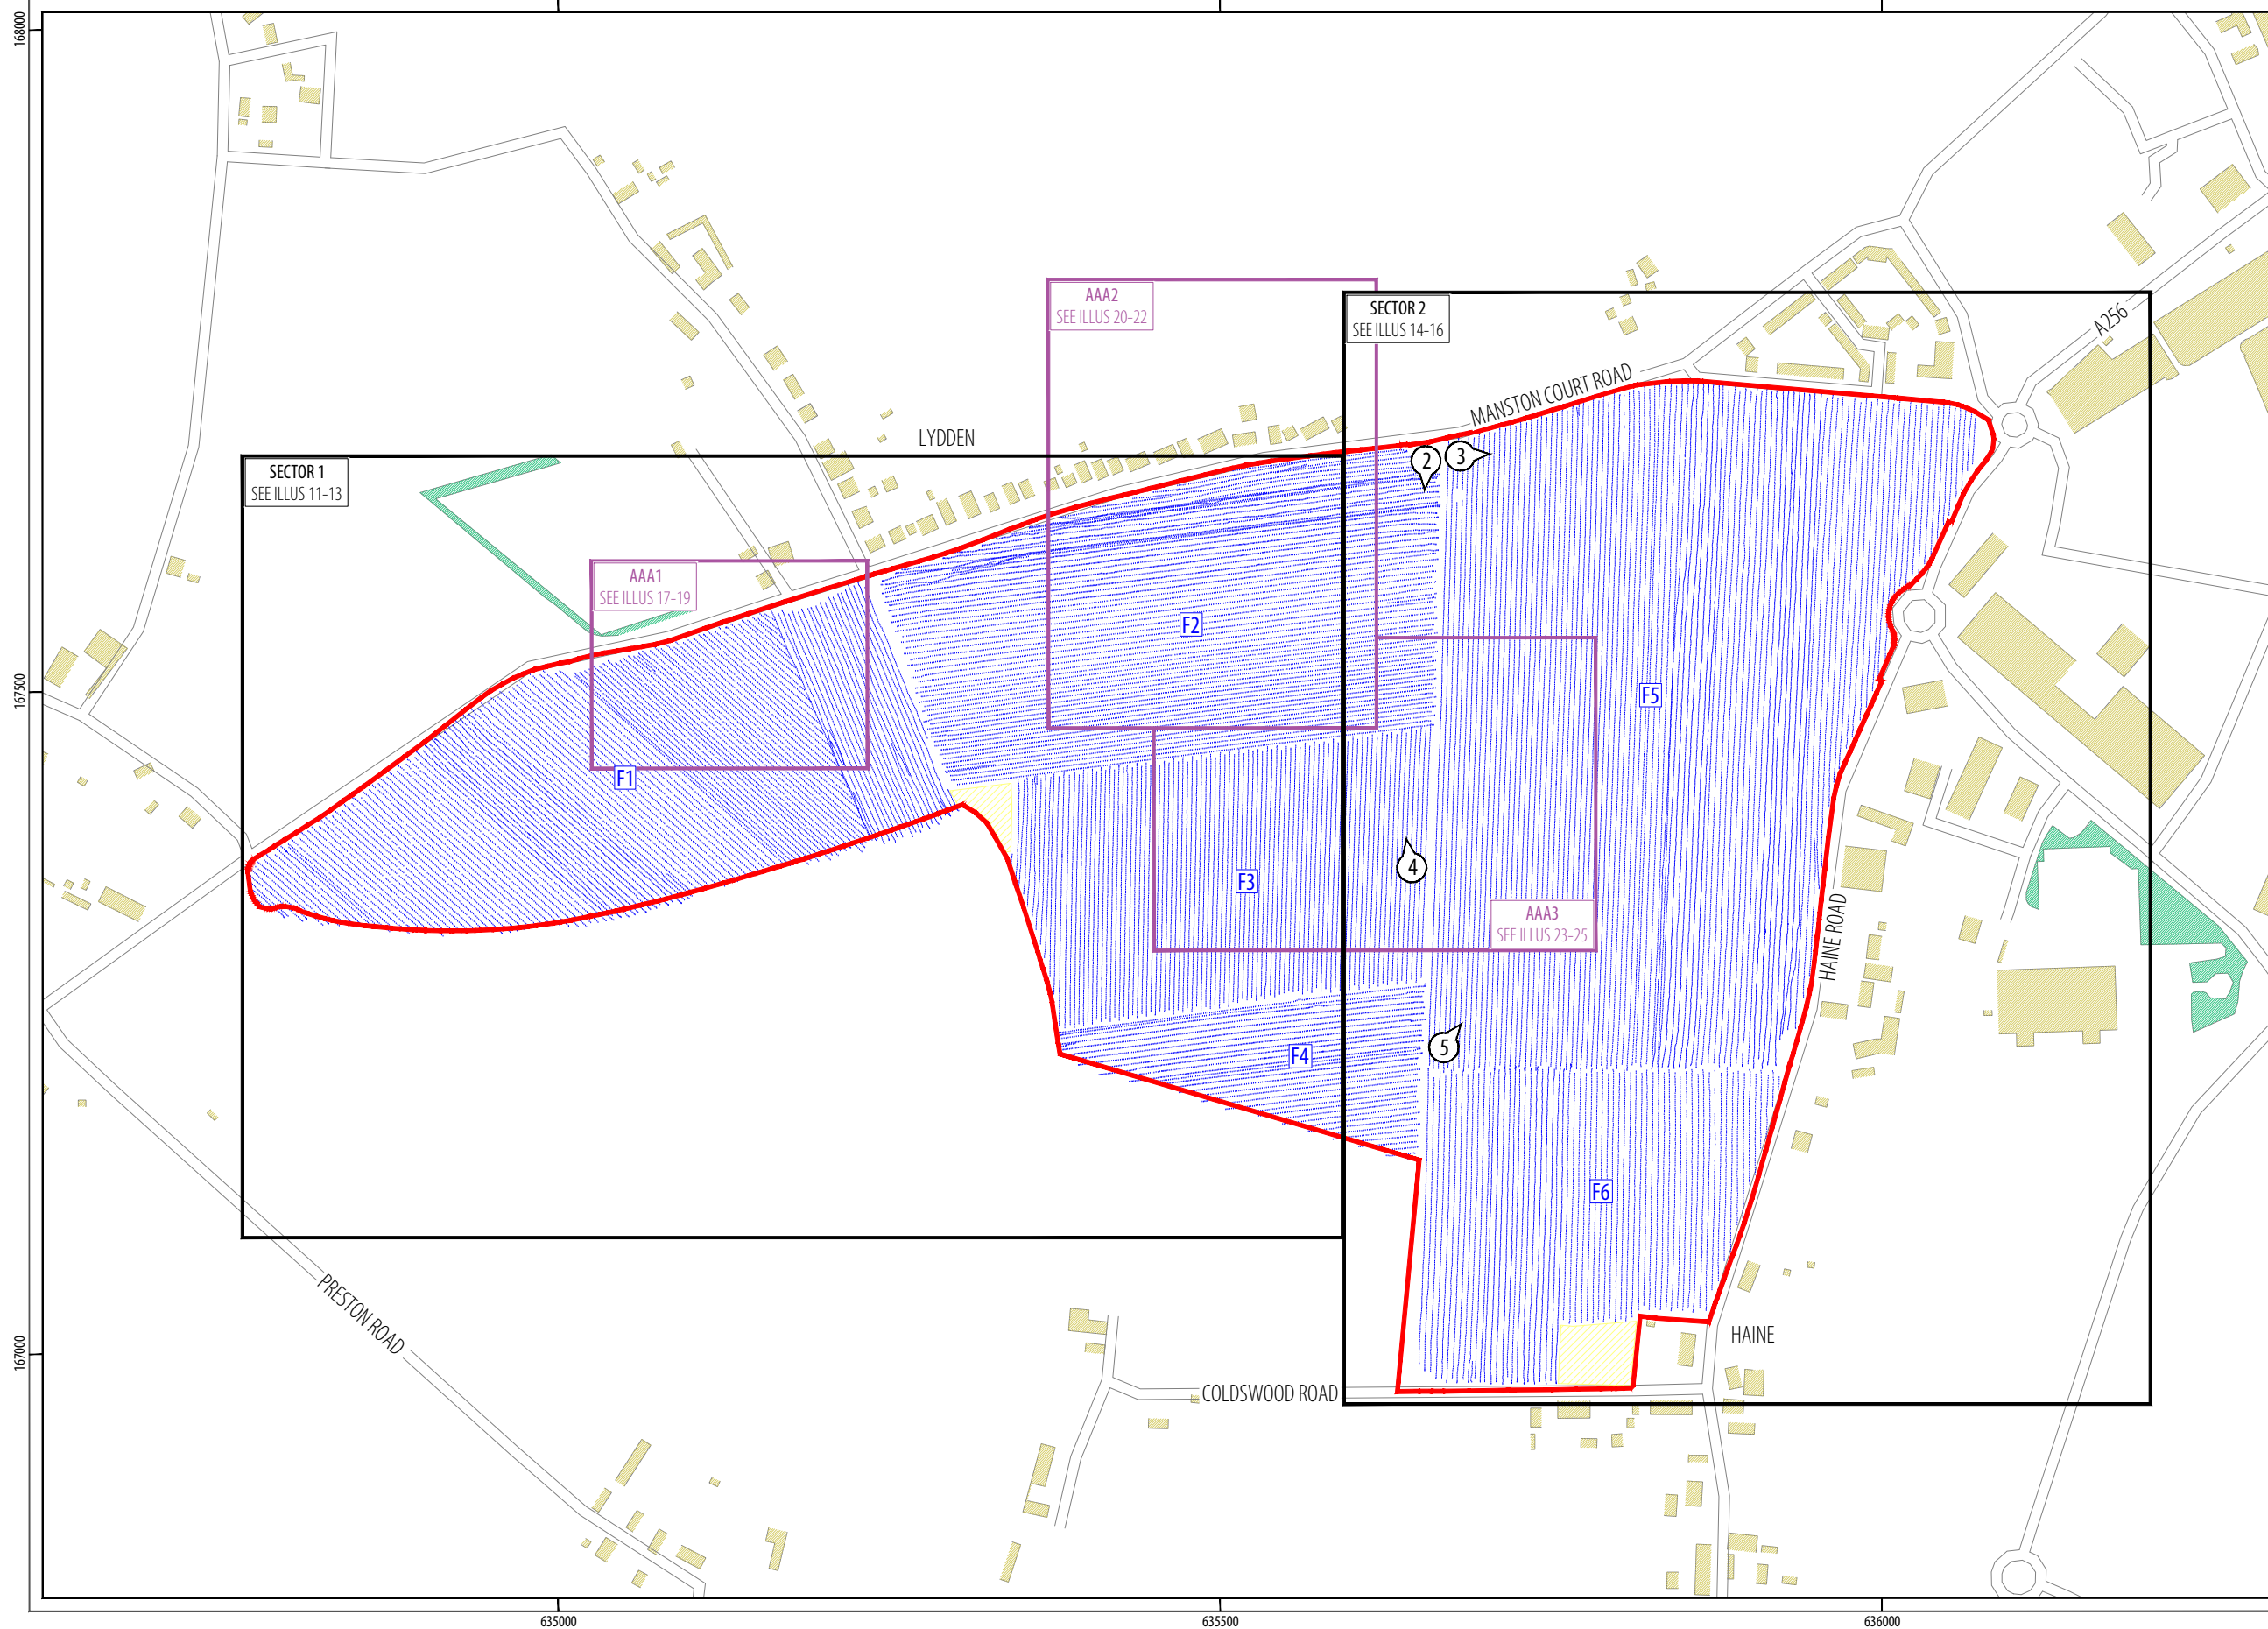 168000
AAA2
SEE ILLUS 20-22
SECTOR 2
SEE ILLUS 14-16
A256
MANSTON COURT ROAD
LYDDEN
SECTOR 1
SEE ILLUS 11-13
2
3
AAA1
SEE ILLUS 17-19
F2
167500
F5
F1
4
F3
AAA3
SEE ILLUS 23-25
HAINE ROAD
5
F4
F6
PRESTON ROAD
HAINE
167000
COLDSWOOD ROAD
635000
635500
636000